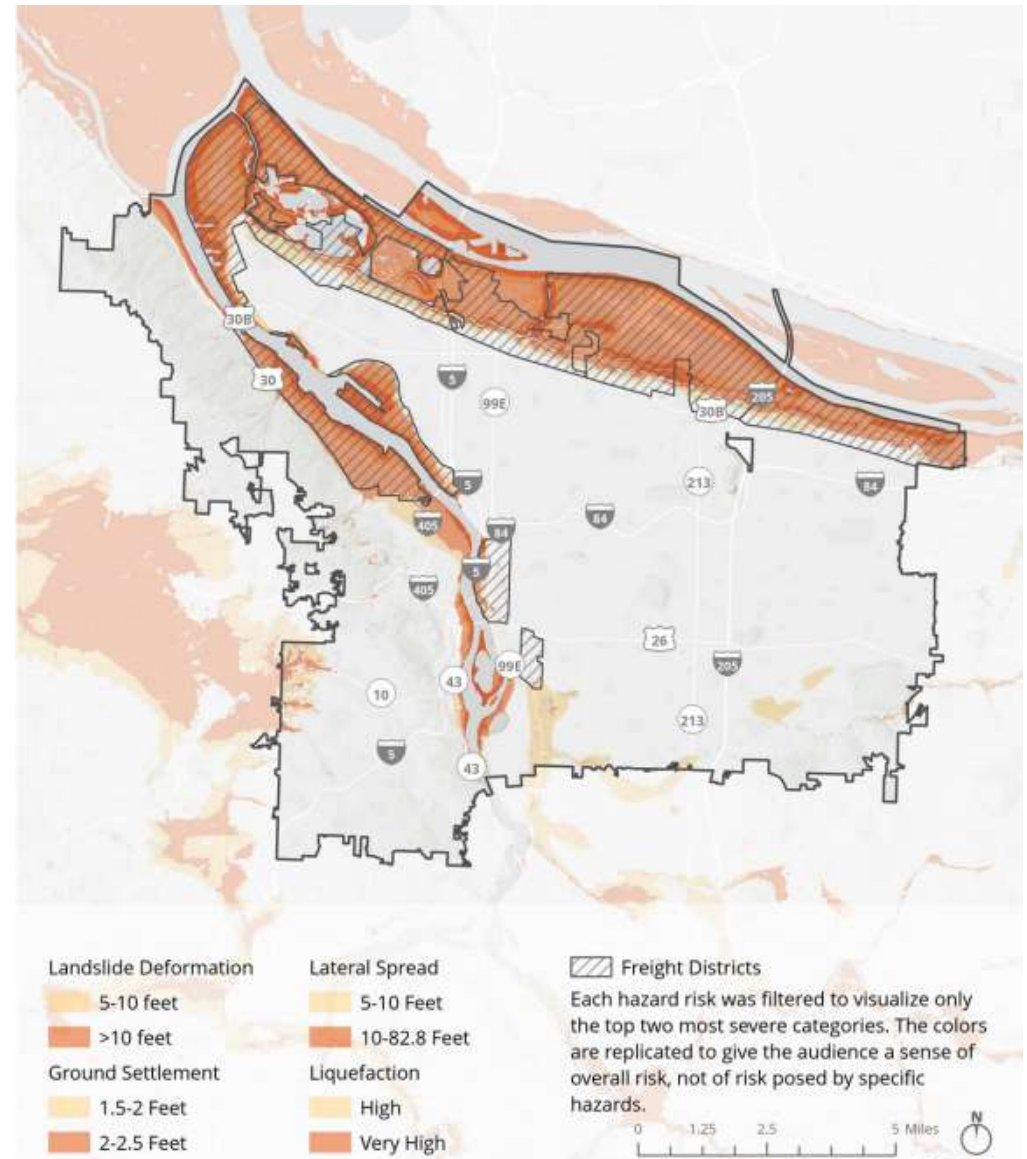 30B
30
5
99E
205
30B
5
213
84
405
84
84
5
405
26
99E
43
205
10
213
5
43
Landslide Deformation
5-10 feet
>10 feet
Ground Settlement
1.5-2 Feet
2-2.5 Feet
Lateral Spread
5-10 Feet
10-82.8 Feet
Liquefaction
High
Very High
Freight Districts
Each hazard risk was filtered to visualize only
the top two most severe categories. The colors
are replicated to give the audience a sense of
overall risk, not of risk posed by specific
hazards.
0 1.25 2.5 5 Miles
N